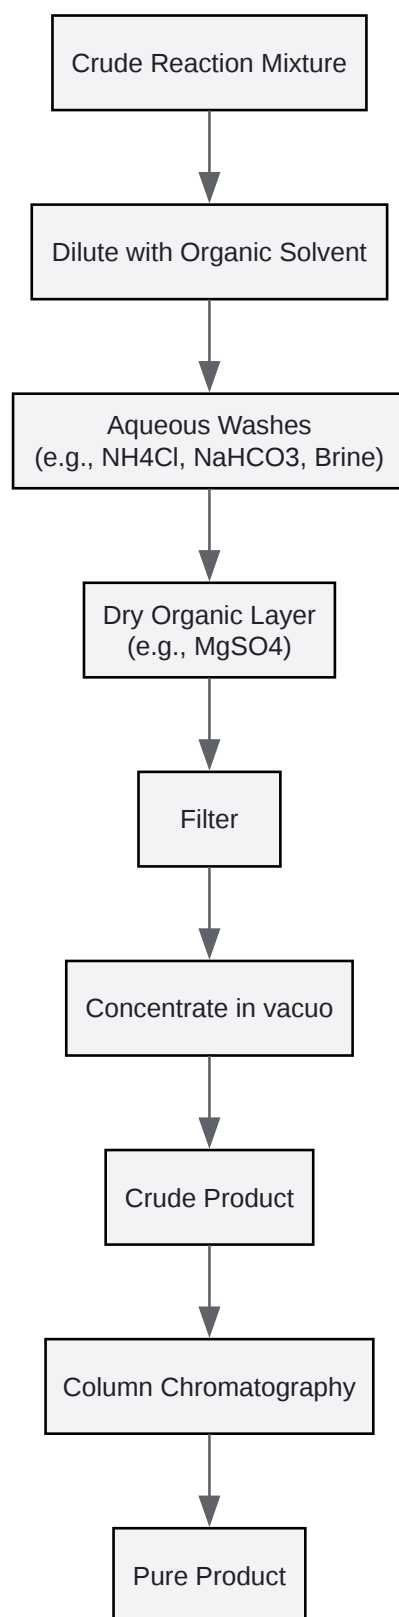 Crude Reaction Mixture
Dilute with Organic Solvent
Aqueous Washes
(e.g., NH4Cl, NaHCO3, Brine)
Dry Organic Layer
(e.g., MgSO4)
Filter
Concentrate in vacuo
Crude Product
Column Chromatography
Pure Product